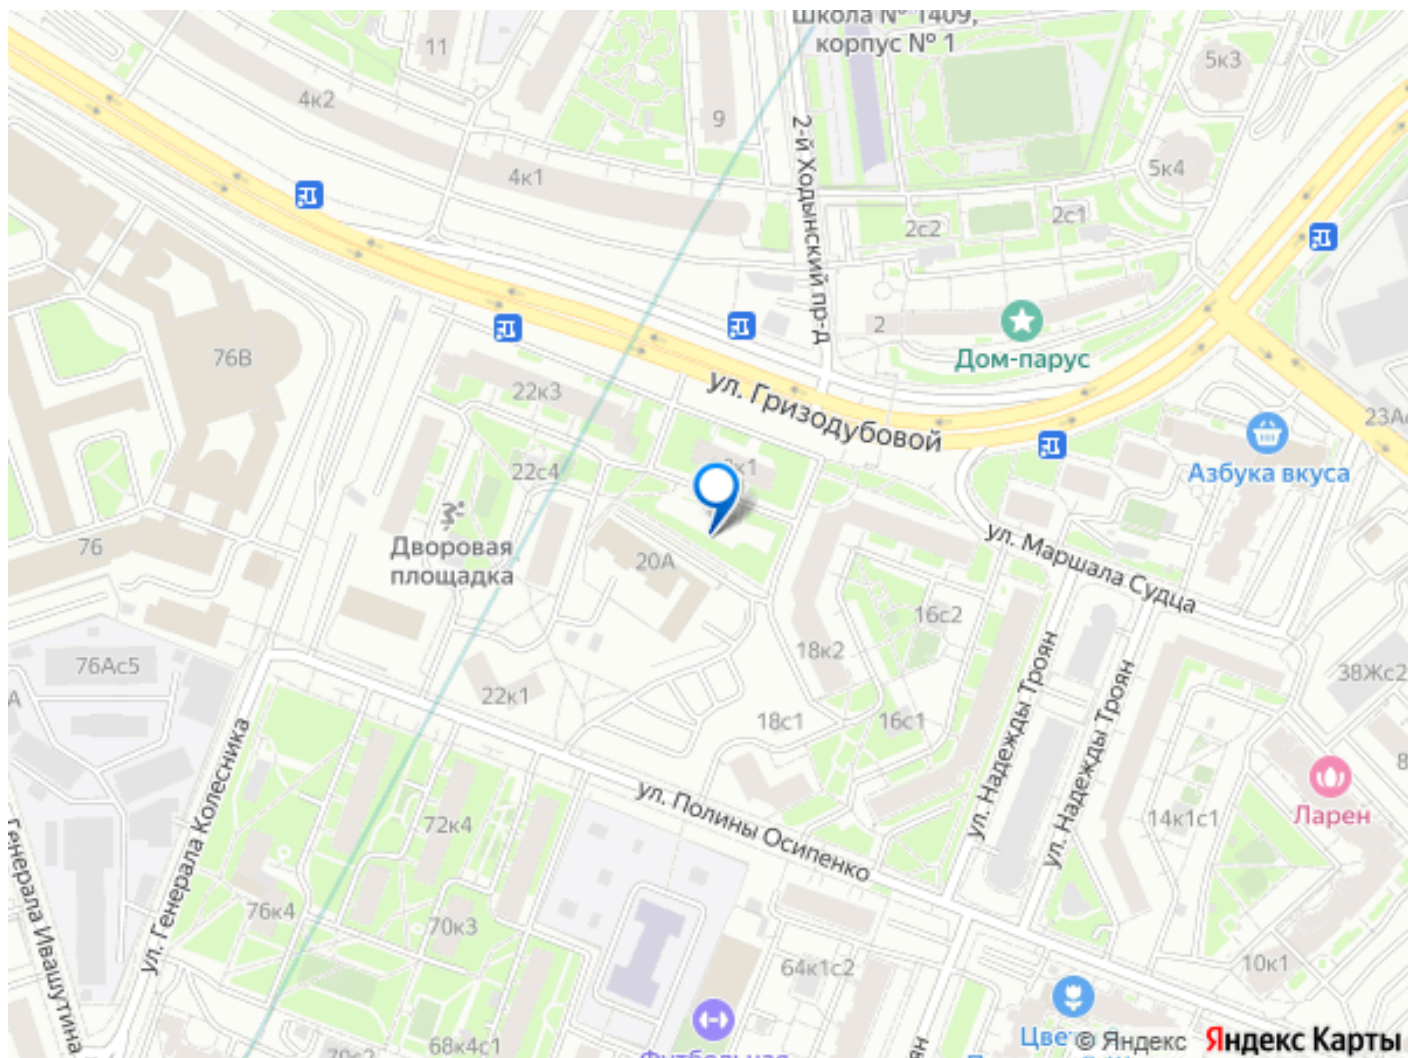 Школа № 1409,
корпус № 1
11
5к3
4к2
9
2-й Ходынский пр-д
5к4
4к1
2с1
2с2
2
76В
Дом-парус
22к3
ул. Гризодубовой
23Ас
Азбука вкуса
22с4
ул. Маршала Судца
76
Дворовая
площадка
20А
16с2
18к2
ул. Надежды Троян
ул. Надежды Троян
76Ас5
38Жс2
22к1
18с1
16с1
ул. Генерала Колесника
ул. Полины Осипенко
72к4
14к1с1
Ларен
Генерала Ивашутина
76к4
70к3
64к1с2
10к1
68к4с1
Футбольная
© Яндекс
Яндекс Карты